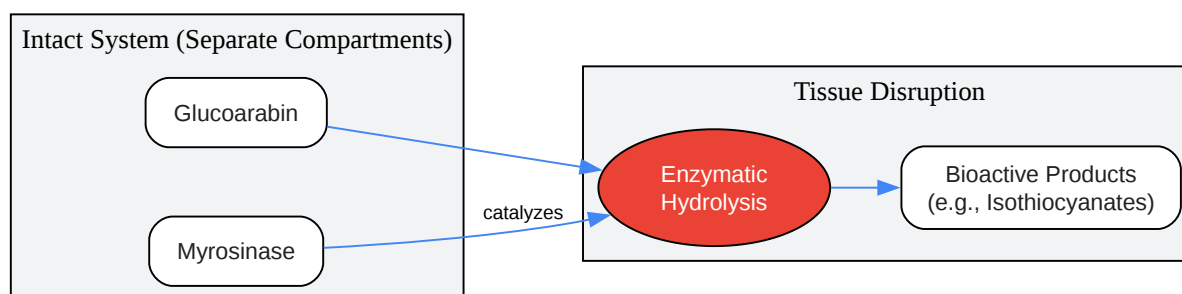 Intact System (Separate Compartments)
Glucoarabin
Myrosinase
catalyzes
Tissue Disruption
Enzymatic
Hydrolysis
Bioactive Products
(e.g., Isothiocyanates)